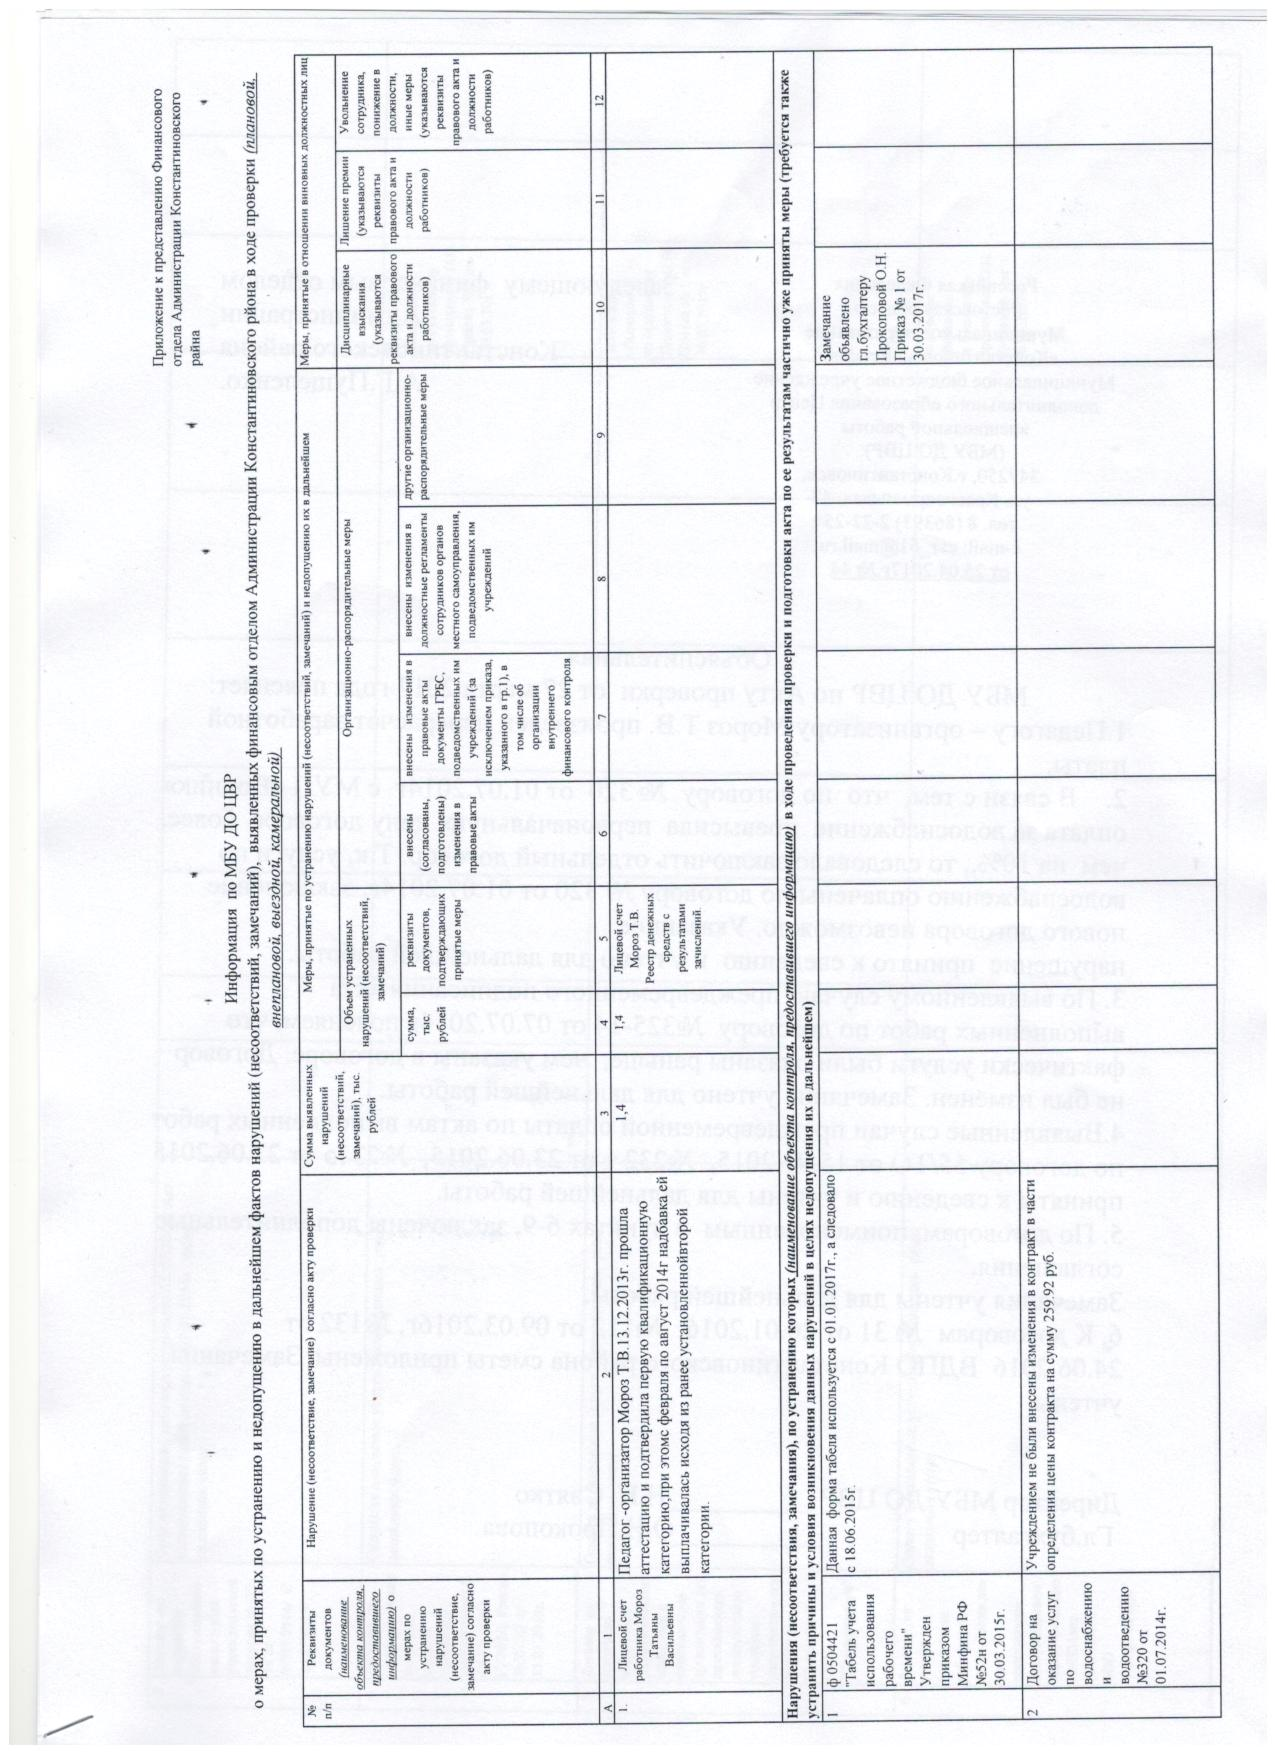 Приложение к представлению Финансового
отдела Администрации Константиновского
райна
Информация по МБУ ДО ЦВР
о мерах, принятых по устранению и недопущению в дальнейшем фактов нарушений (несоответствий, замечаний), выявленных финансовым отделом Администрации Константиновского района в ходе проверки (плановой,
внеплановой, выездной, камеральной)
№
п/п
Реквизиты
документов
(наименование
объекта контроля,
предоставившего
информацию) о
мерах по
устранению
нарушений
(несоответствие,
замечание) согласно
акту проверки
Нарушение (несоответствие, замечание) согласно акту проверки
Сумма выявленных
нарушений
(несоответствий,
замечаний), тыс.
рублей
Меры, принятые по устранению нарушений (несоответствий, замечаний) и недопущению их в дальнейшем
Объем устраненных
нарушений (несоответствий,
замечаний)
сумма,
тыс.
рублей
реквизиты
документов,
подтверждающих
принятые меры
Организационно-распорядительные меры
внесены
(согласованы,
подготовлены)
изменения в
правовые акты
внесены изменения в
правовые акты
документы ГРБС,
подведомственных им
учреждений (за
исключением приказа,
указанного в гр.1), в
том числе об
организации
внутреннего
финансового контроля
внесены изменения в
должностные регламенты
сотрудников органов
местного самоуправления,
подведомственных им
учреждений
другие организационно-
распорядительные меры
Меры, принятые в отношении виновных должностных лиц
Дисциплинарные
взыскания
(указываются
реквизиты правового
акта и должности
работников)
Лишение премии
(указываются
реквизиты
правового акта и
должности
работников)
Увольнение
сотрудника,
понижение в
должности,
иные меры
(указываются
реквизиты
правового акта и
должности
работников)
А 1 2 3 4 5 6 7 8 9 10 11 12
1.
Лицевой счет
работника Мороз
Татьяны
Васильевны
Педагог -организатор Мороз Т.В.13.12.2013г. прошла
аттестацию и подтвердила первую квалификационную
категорию,при этомс февраля по август 2014г надбавка ей
выплачивалась исходя из ранее установленнойвторой
категории.
1,4
1,4
Лицевой счет
Мороз Т.В.
Реестр денежных
средств с
результатами
зачислений.
Нарушения (несоответствия, замечания), по устранению которых (наименование объекта контроля, предоставившего информацию) в ходе проведения проверки и подготовки акта по ее результатам частично уже приняты меры (требуется также
устранить причины и условия возникновения данных нарушений в целях недопущения их в дальнейшем)
1
ф 0504421
"Табель учета
использования
рабочего
времени"
Утвержден
приказом
Минфина РФ
№52н от
30.03.2015г.
Данная форма табеля используется с 01.01.2017г., а следовало
с 18.06.2015г.
Замечание
объявлено
гл.бухгалтеру
Прокоповой О.Н.
Приказ № 1 от
30.03.2017г.
2
Договор на
оказание услуг
по
водоснабжению
и
водоотведению
№320 от
01.07.2014г.
Учреждением не были внесены изменения в контракт в части
определения цены контракта на сумму 259,92 руб.